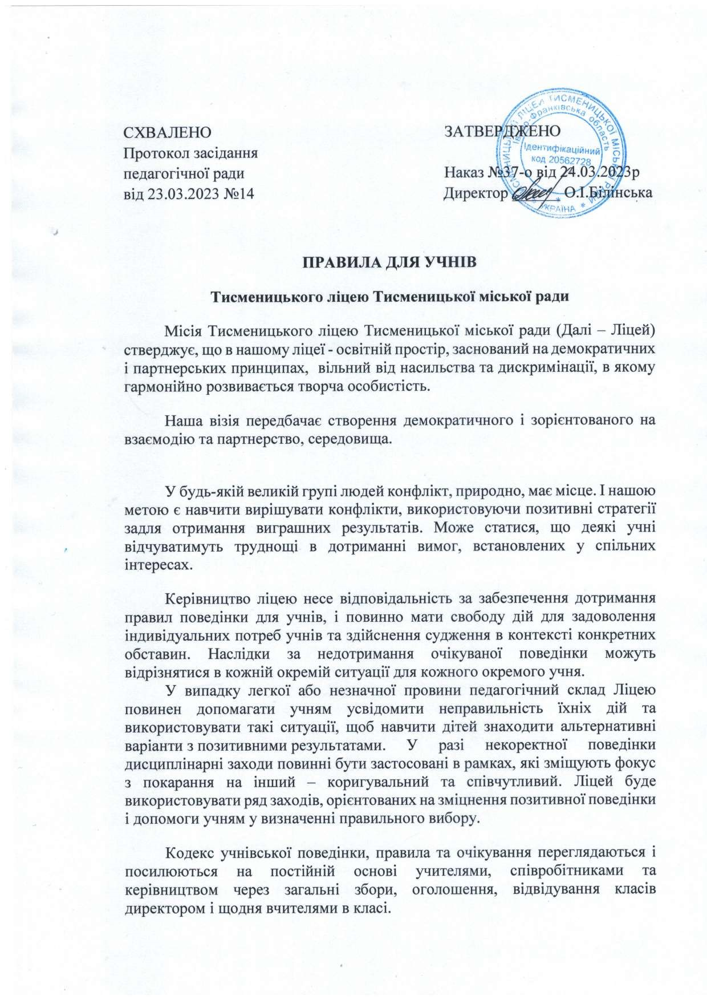 СХВАЛЕНО
Протокол засідання
педагогічної ради
від 23.03.2023 №14
ЗАТВЕРДЖЕНО
Наказ №37-о від 24.03.2023р
Директор О.І.Білінська
ТИСМЕНИЦЬКИЙ ЛІЦЕЙ ТИСМЕНИЦЬКОЇ МІСЬКОЇ РАДИ
Івано-Франківська область
Ідентифікаційний
код 20562728
* УКРАЇНА *
ПРАВИЛА ДЛЯ УЧНІВ
Тисменицького ліцею Тисменицької міської ради
Місія Тисменицького ліцею Тисменицької міської ради (Далі – Ліцей)
стверджує, що в нашому ліцеї - освітній простір, заснований на демократичних
і партнерських принципах, вільний від насильства та дискримінації, в якому
гармонійно розвивається творча особистість.
Наша візія передбачає створення демократичного і зорієнтованого на
взаємодію та партнерство, середовища.
У будь-якій великій групі людей конфлікт, природно, має місце. І нашою
метою є навчити вирішувати конфлікти, використовуючи позитивні стратегії
задля отримання виграшних результатів. Може статися, що деякі учні
відчуватимуть труднощі в дотриманні вимог, встановлених у спільних
інтересах.
Керівництво ліцею несе відповідальність за забезпечення дотримання
правил поведінки для учнів, і повинно мати свободу дій для задоволення
індивідуальних потреб учнів та здійснення судження в контексті конкретних
обставин. Наслідки за недотримання очікуваної поведінки можуть
відрізнятися в кожній окремій ситуації для кожного окремого учня.
У випадку легкої або незначної провини педагогічний склад Ліцею
повинен допомагати учням усвідомити неправильність їхніх дій та
використовувати такі ситуації, щоб навчити дітей знаходити альтернативні
варіанти з позитивними результатами. У разі некоректної поведінки
дисциплінарні заходи повинні бути застосовані в рамках, які зміщують фокус
з покарання на інший – коригувальний та співчутливий. Ліцей буде
використовувати ряд заходів, орієнтованих на зміцнення позитивної поведінки
і допомоги учням у визначенні правильного вибору.
Кодекс учнівської поведінки, правила та очікування переглядаються і
посилюються на постійній основі учителями, співробітниками та
керівництвом через загальні збори, оголошення, відвідування класів
директором і щодня вчителями в класі.